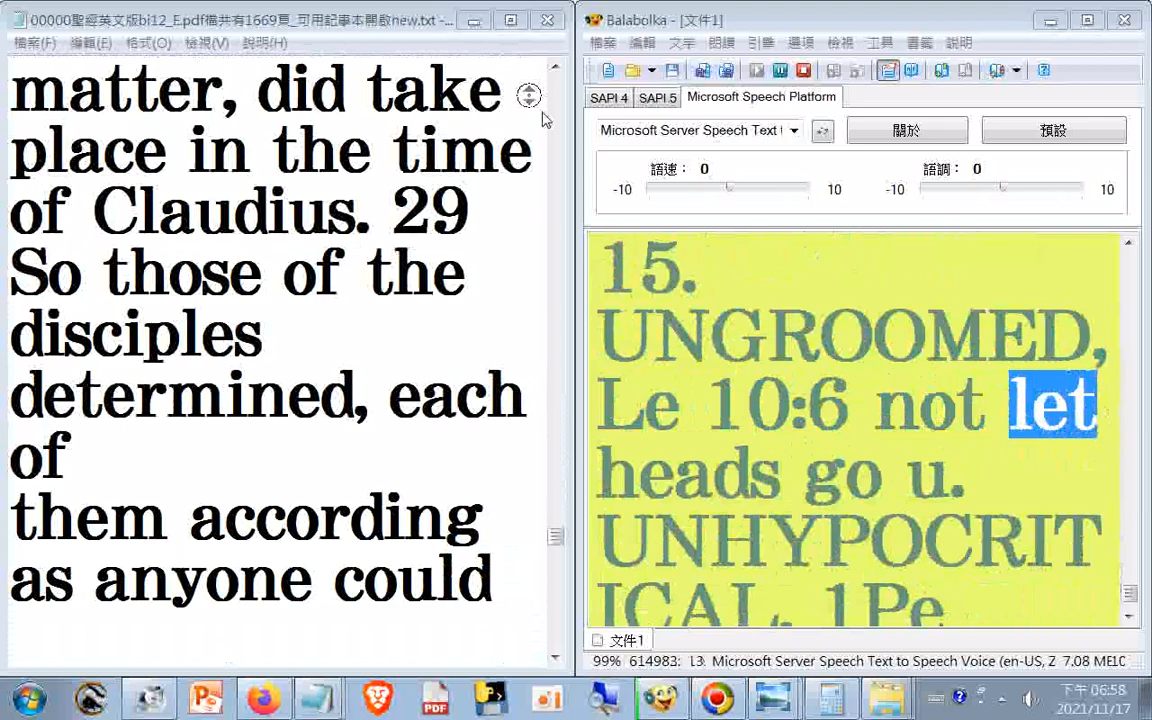 00000聖經英文版bi12_E.pdf檔共有1669頁_可用記事本開啟new.txt -...
檔案(F) 編輯(E) 格式(O) 檢視(V) 說明(H)
matter, did take
place in the time
of Claudius. 29
So those of the
disciples
determined, each
of
them according
as anyone could
Balabolka - [文件1]
檔案 編輯 文字 朗讀 引擎 選項 檢視 工具 書籤 說明
SAPI 4 SAPI 5 Microsoft Speech Platform
Microsoft Server Speech Text
關於 預設
語速： 0 語調： 0
-10 10 -10 10
15.
UNGROOMED,
Le 10:6 not let
heads go u.
UNHYPOCRIT
ICAL, 1Pe
文件1
99% 614983: 13 Microsoft Server Speech Text to Speech Voice (en-US, Z 7.08 ME10
PDF
下午 06:58
2021/11/17